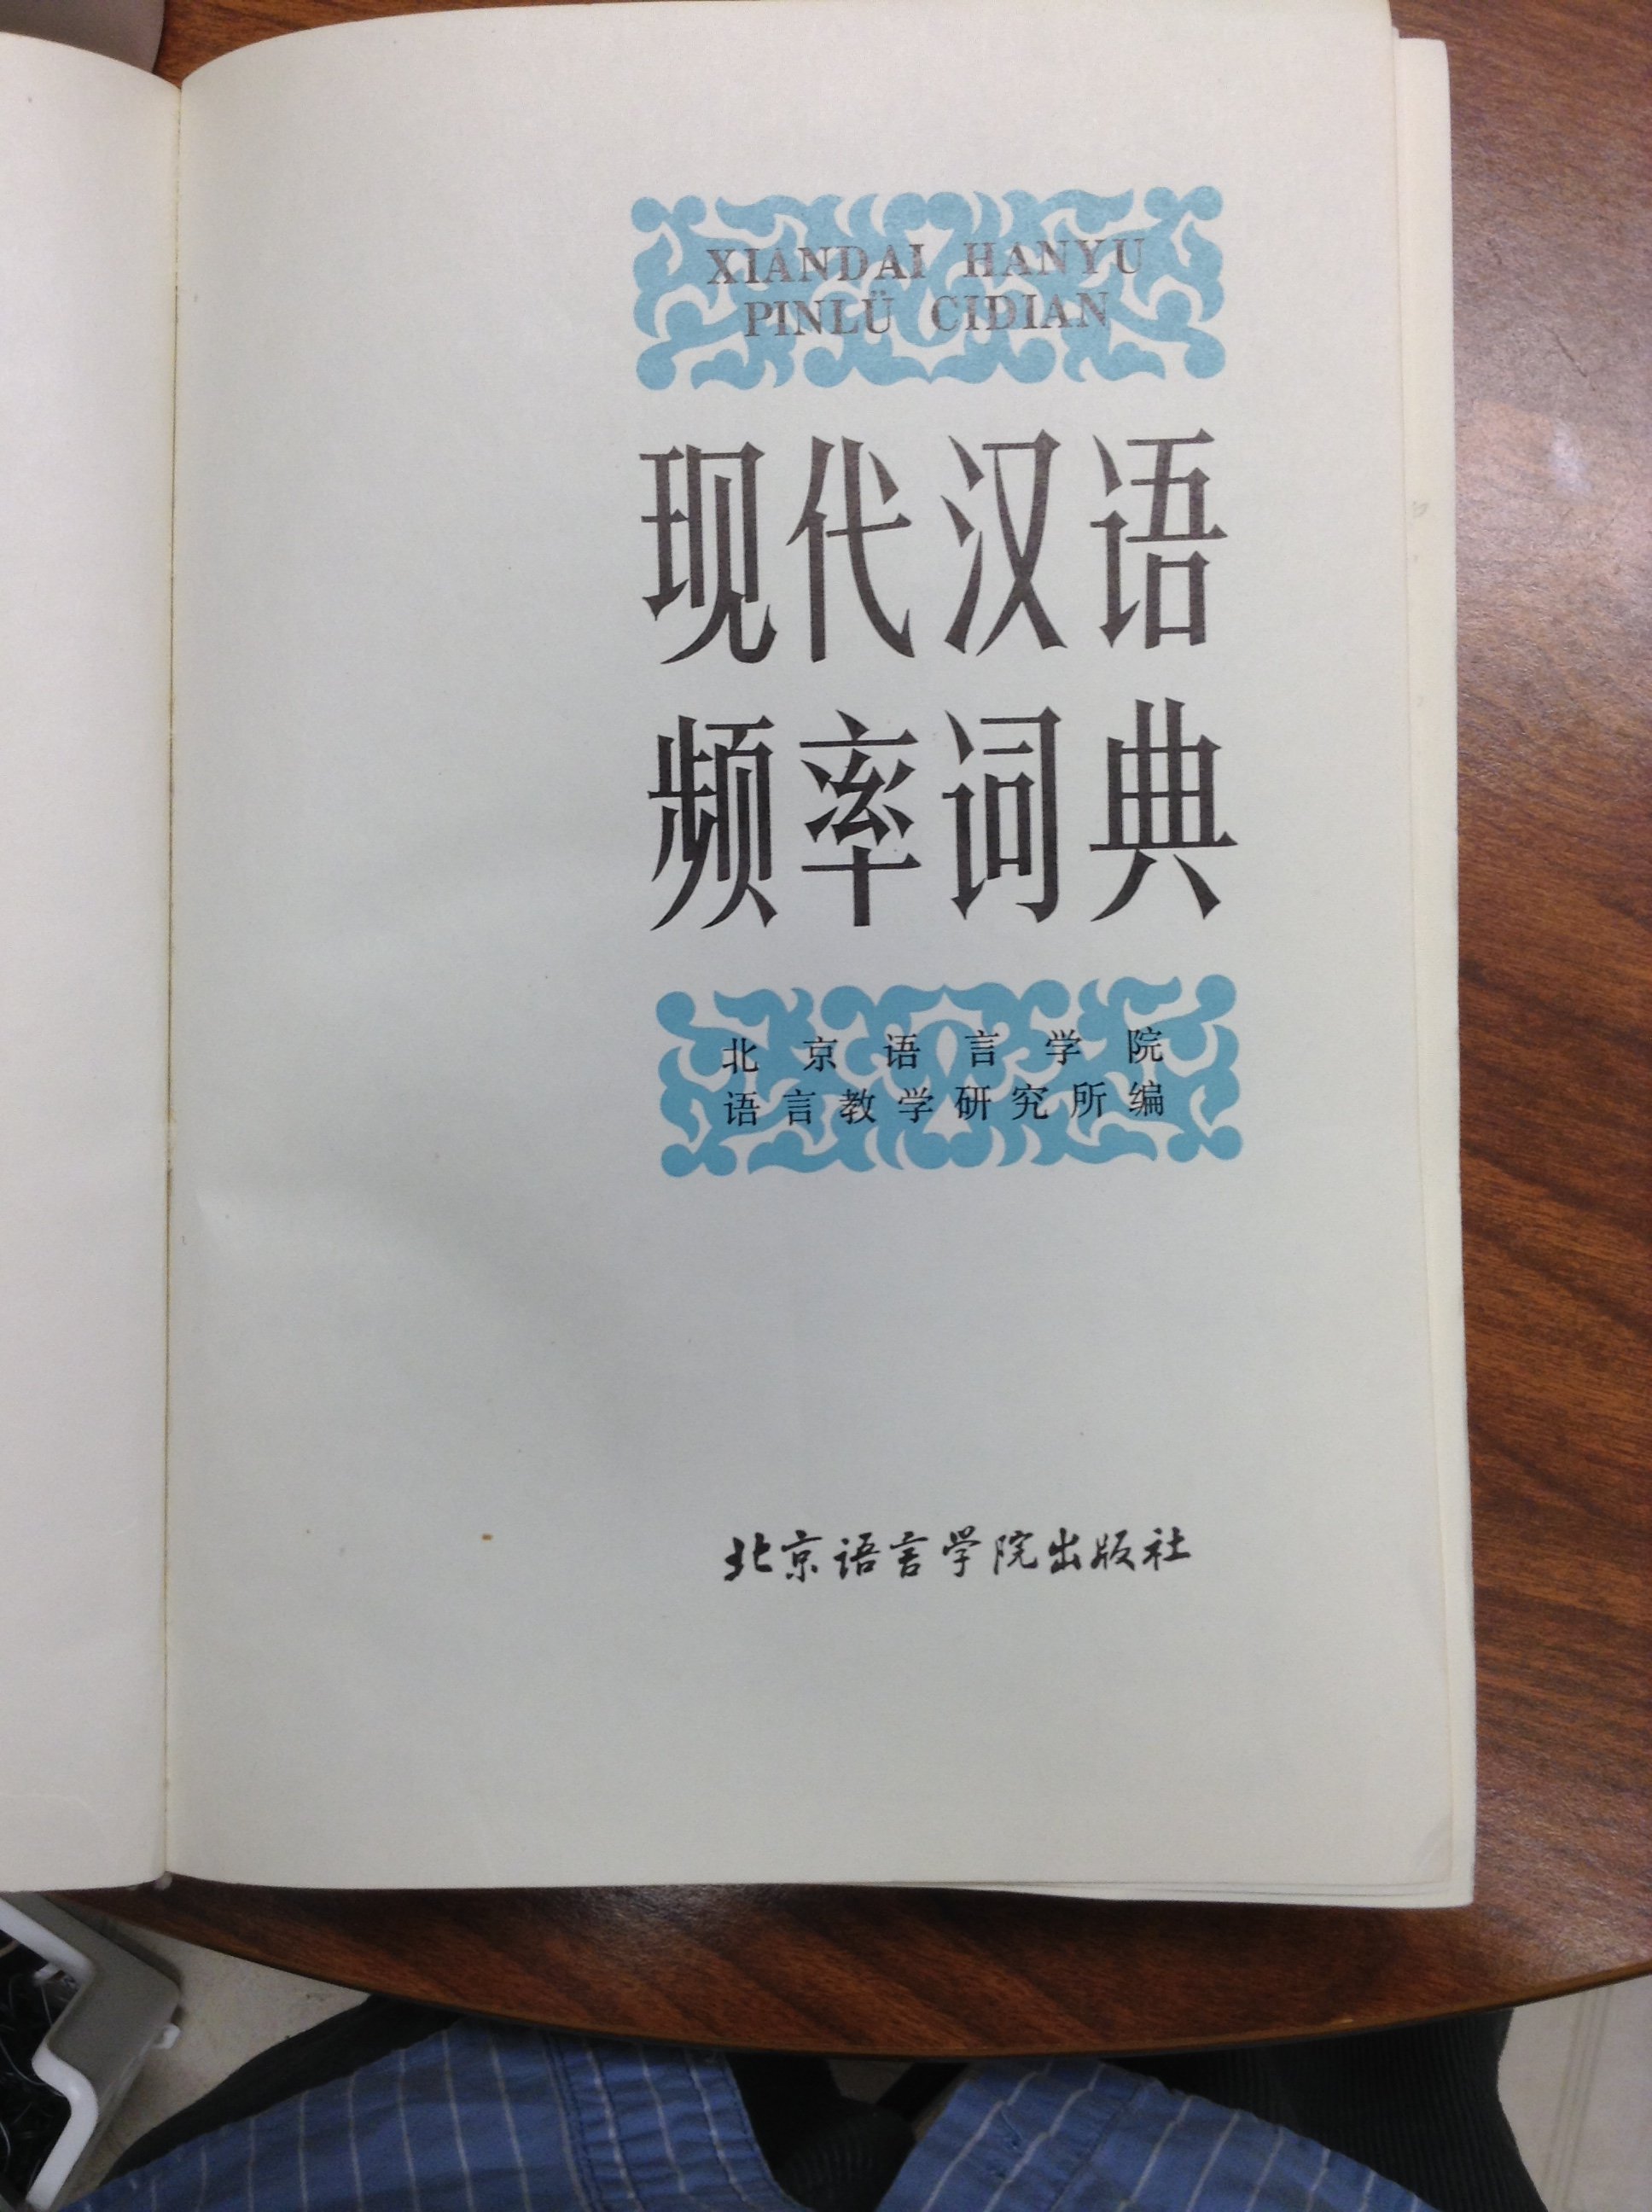 XIANDAI HANYU
PINLÜ CIDIAN
现代汉语
频率词典
北京语言学院
语言教学研究所编
北京语言学院出版社